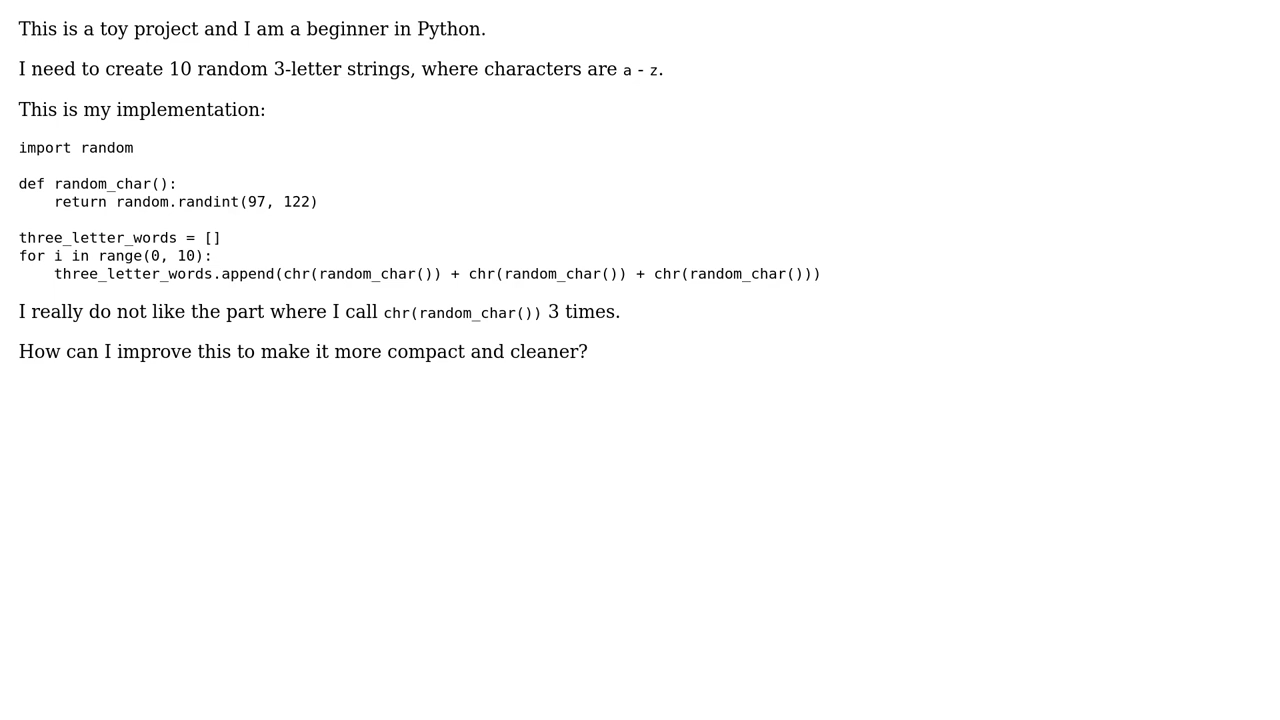 This is a toy project and I am a beginner in Python.
I need to create 10 random 3-letter strings, where characters are a - z.
This is my implementation:
import random
def random_char():
    return random.randint(97, 122)
three_letter_words = []
for i in range(0, 10):
    three_letter_words.append(chr(random_char()) + chr(random_char()) + chr(random_char()))
I really do not like the part where I call chr(random_char()) 3 times.
How can I improve this to make it more compact and cleaner?